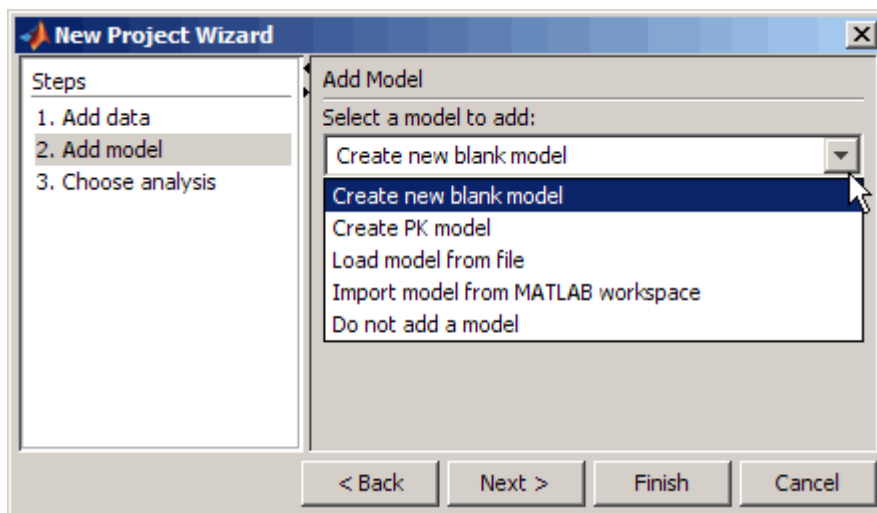 New Project Wizard
Steps
1. Add data
2. Add model
3. Choose analysis
Add Model
Select a model to add:
Create new blank model
Create new blank model
Create PK model
Load model from file
Import model from MATLAB workspace
Do not add a model
< Back
Next >
Finish
Cancel